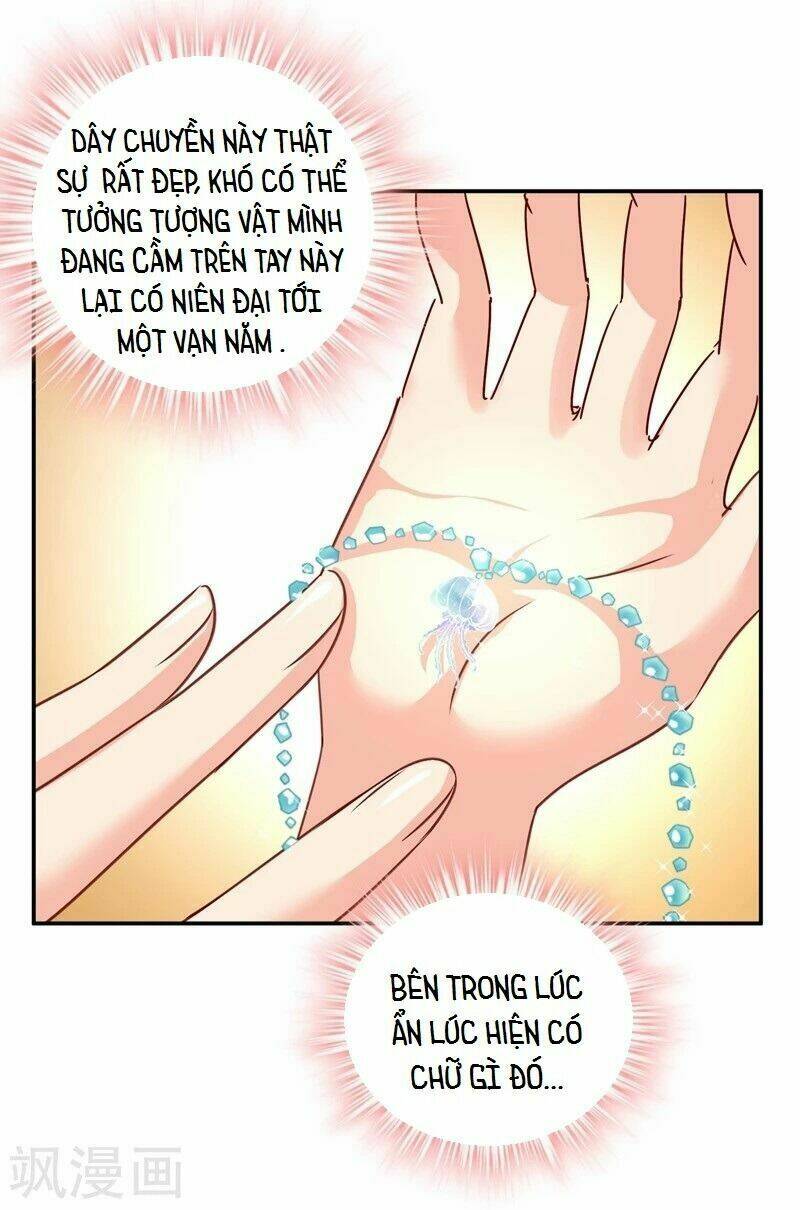 DÂY CHUYỀN NÀY THẬT
SỰ RẤT ĐẸP, KHÓ CÓ THỂ
TƯỞNG TƯỢNG VẬT MÌNH
ĐANG CẦM TRÊN TAY NÀY
LẠI CÓ NIÊN ĐẠI TỚI
MỘT VẠN NĂM .
BÊN TRONG LÚC
ẨN LÚC HIỆN CÓ
CHỮ GÌ ĐÓ...
飒漫画